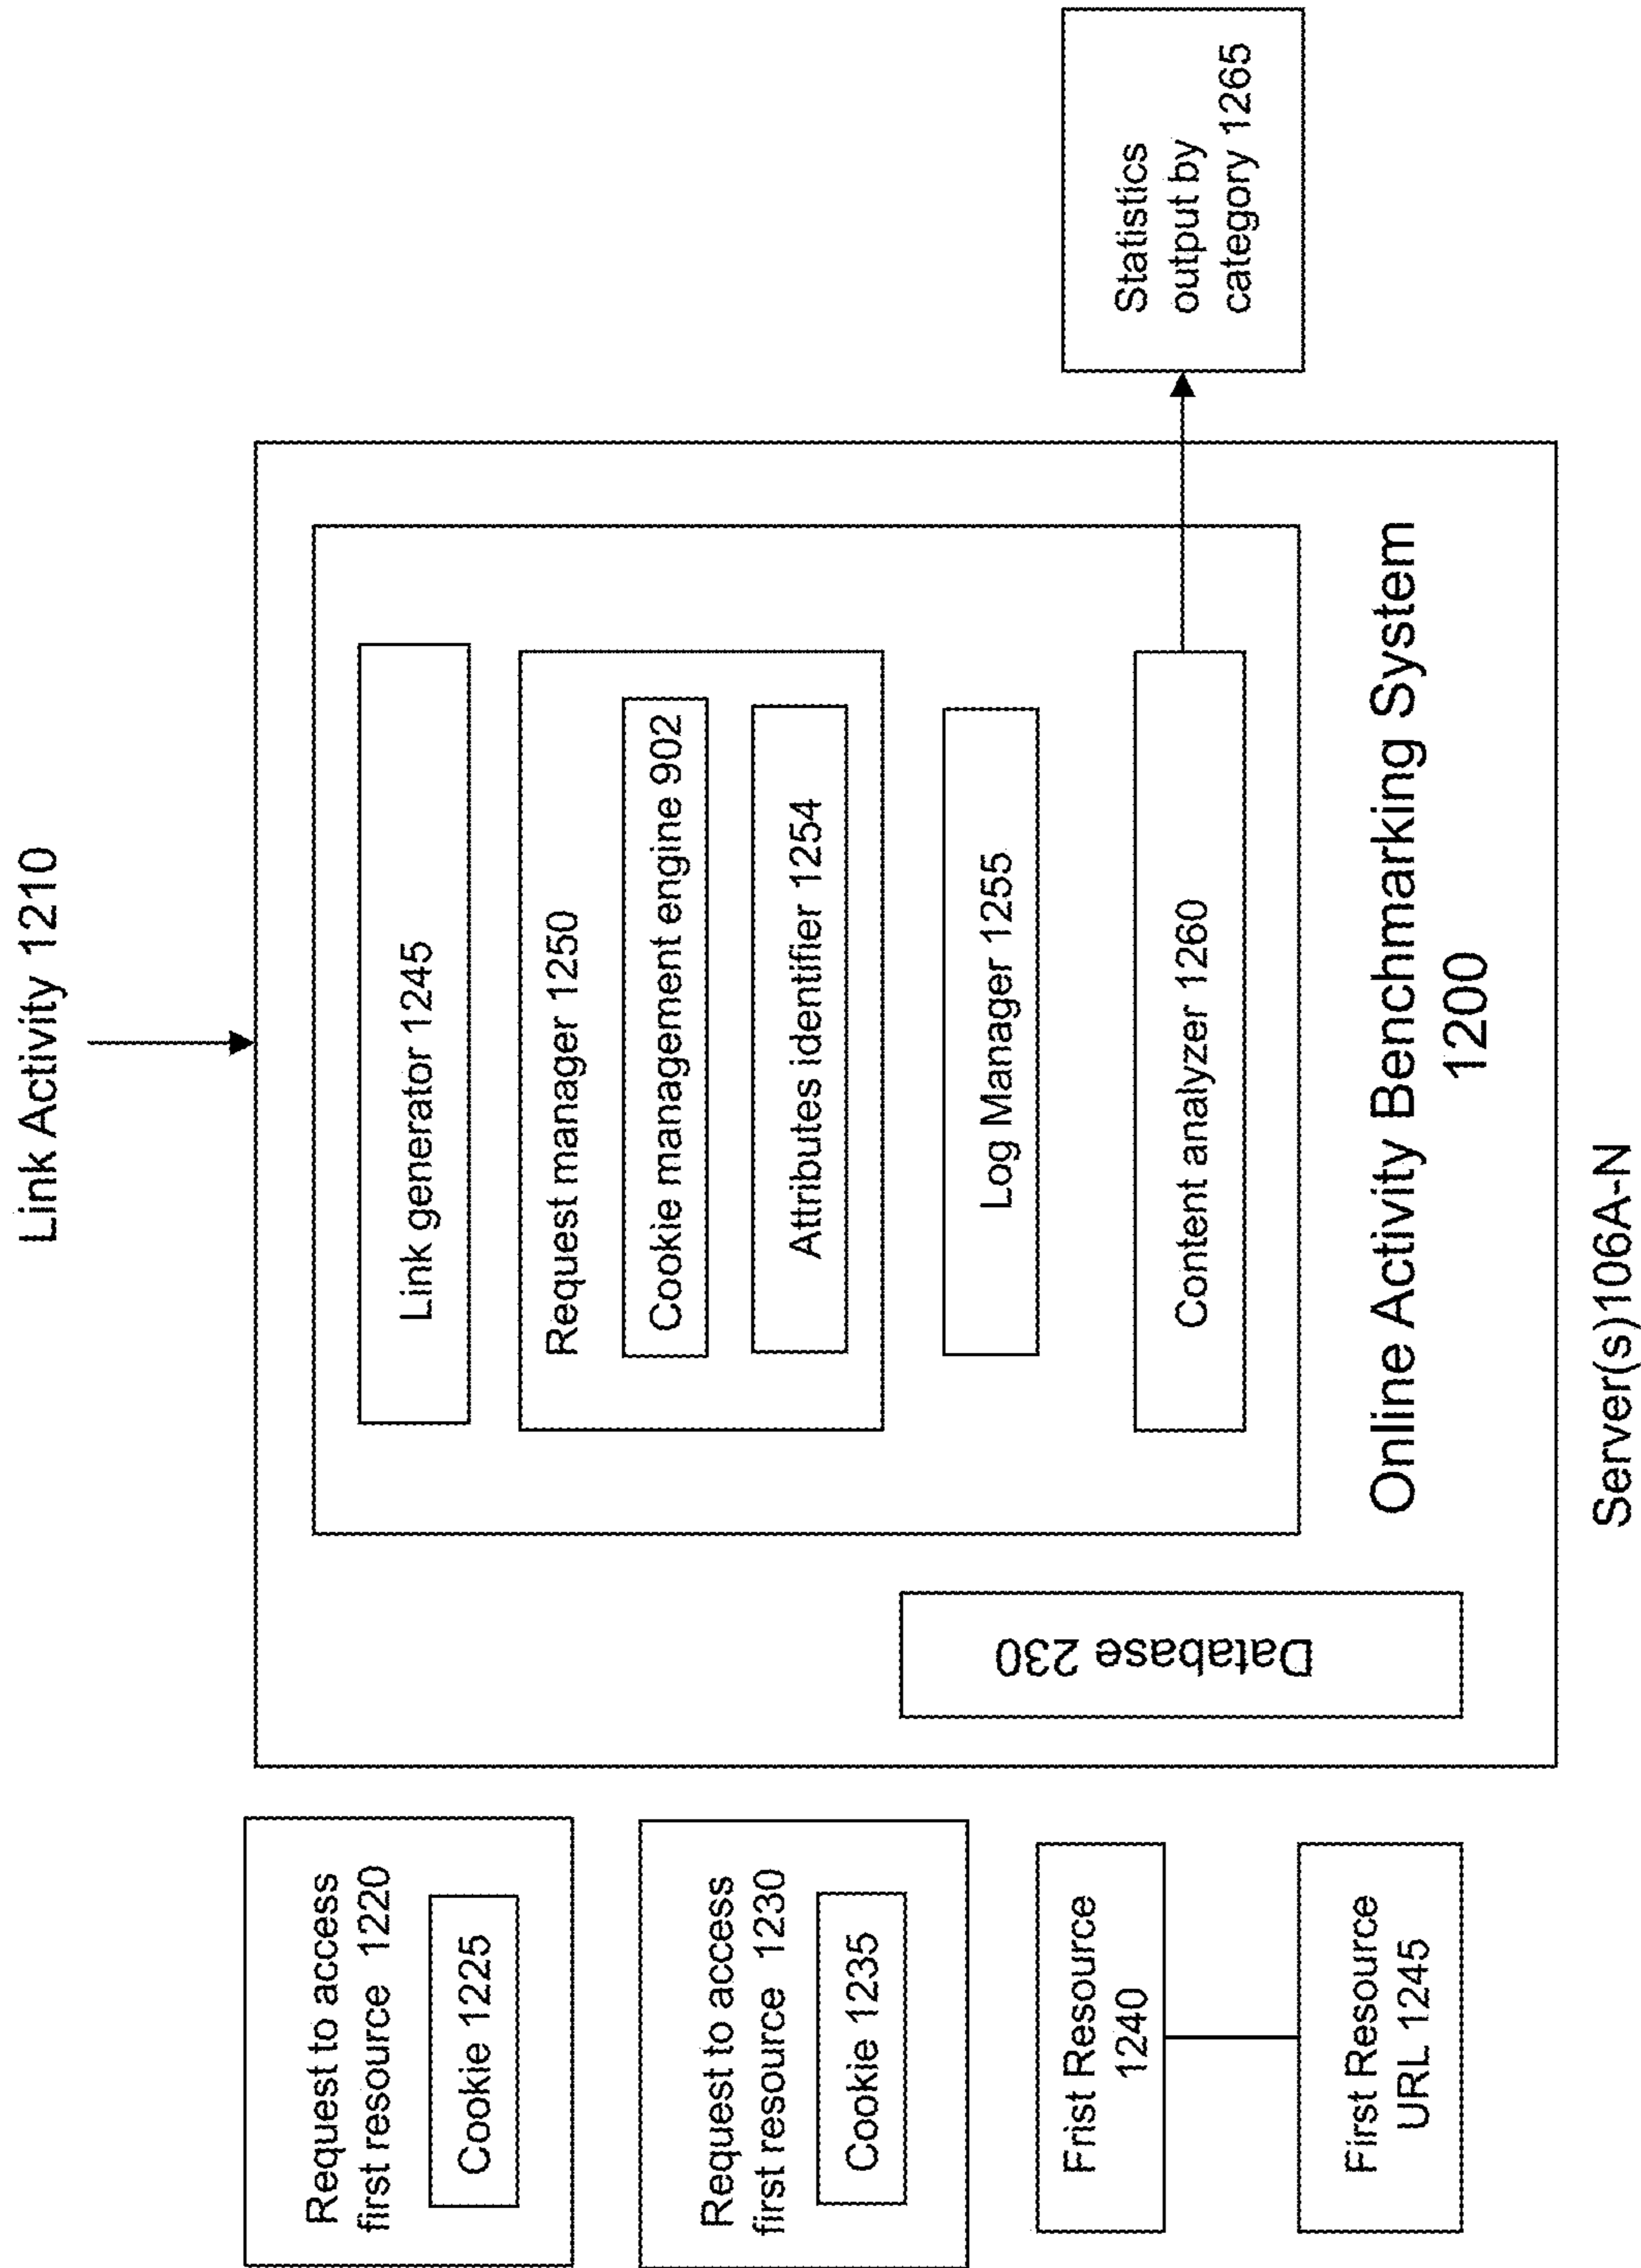 Link Activity 1210
Request to access
first resource 1220
Cookie 1225
Request to access
first resource 1230
Cookie 1235
Frist Resource
1240
First Resource
URL 1245
Database 230
Link generator 1245
Request manager 1250
Cookie management engine 902
Attributes identifier 1254
Log Manager 1255
Content analyzer 1260
Online Activity Benchmarking System
1200
Server(s)106A-N
Statistics
output by
category 1265